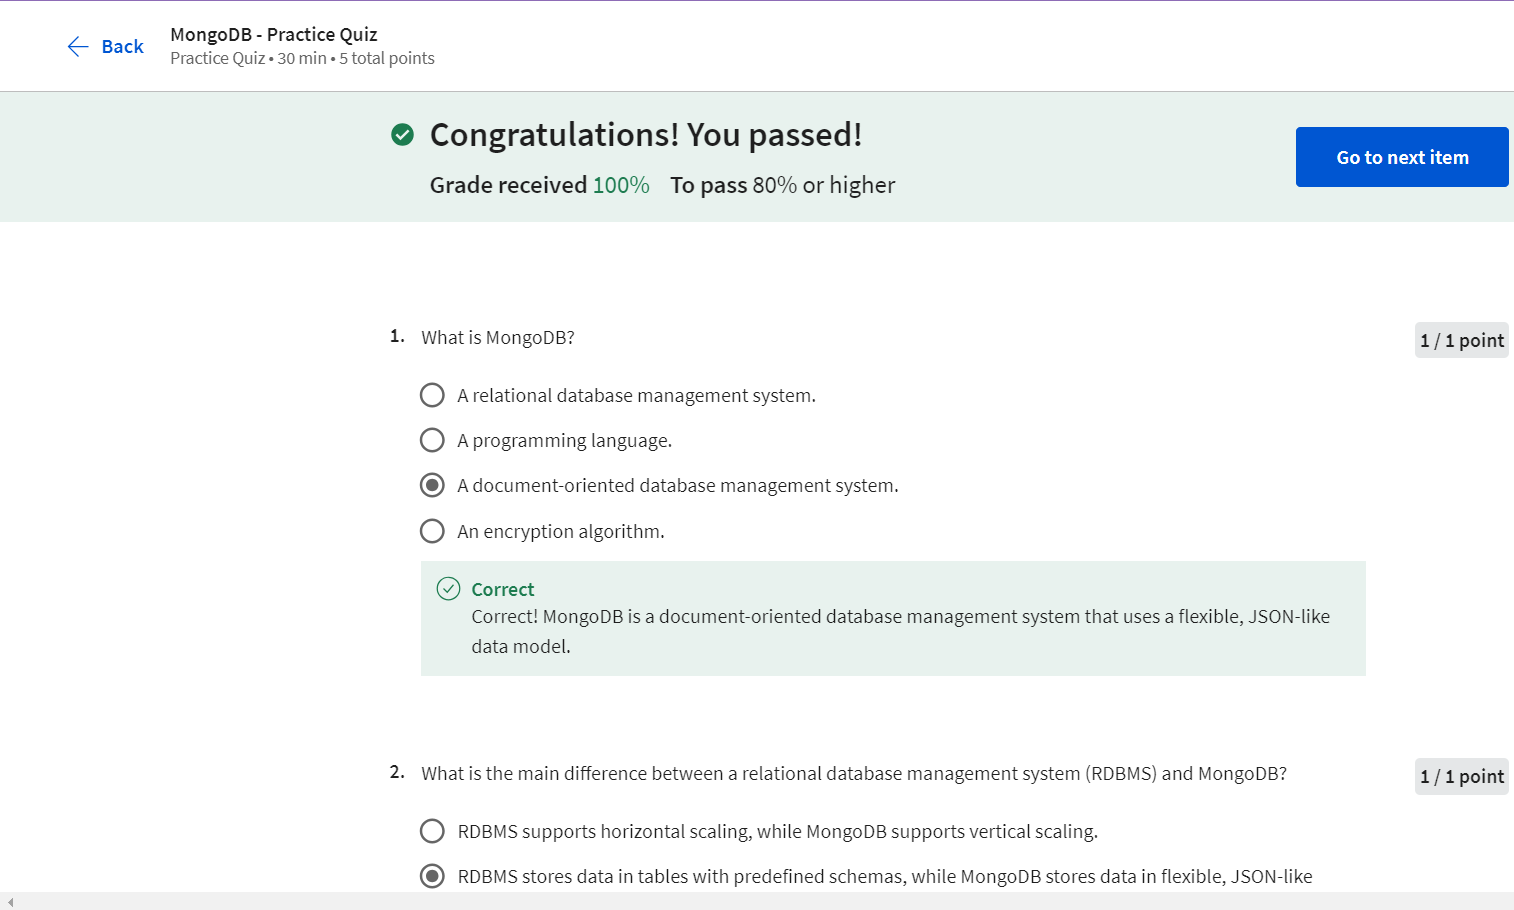 Back
MongoDB - Practice Quiz
Practice Quiz • 30 min • 5 total points
Congratulations! You passed!
Grade received 100% To pass 80% or higher
Go to next item
1. What is MongoDB?
1 / 1 point
A relational database management system.
A programming language.
A document-oriented database management system.
An encryption algorithm.
Correct
Correct! MongoDB is a document-oriented database management system that uses a flexible, JSON-like
data model.
2. What is the main difference between a relational database management system (RDBMS) and MongoDB?
1 / 1 point
RDBMS supports horizontal scaling, while MongoDB supports vertical scaling.
RDBMS stores data in tables with predefined schemas, while MongoDB stores data in flexible, JSON-like